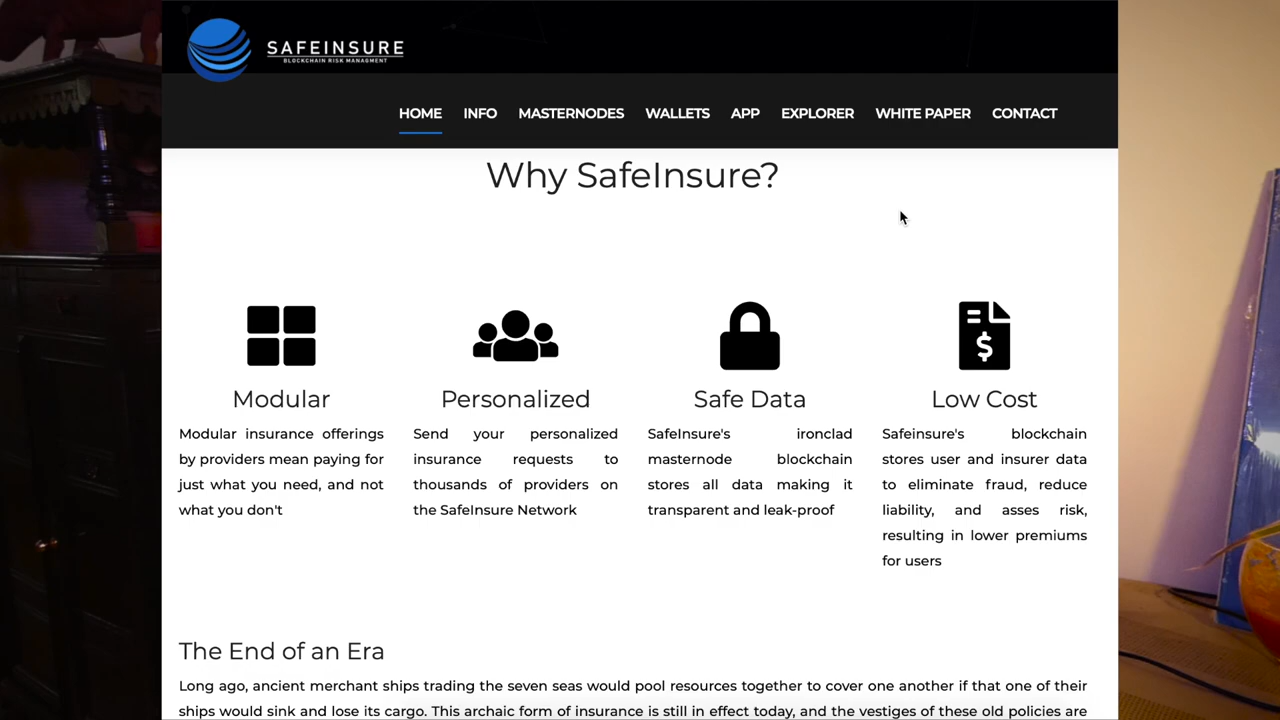 SAFEINSURE
BLOCKCHAIN RISK MANAGMENT
HOME INFO MASTERNODES WALLETS APP EXPLORER WHITE PAPER CONTACT
Why SafeInsure?
Modular
Modular insurance offerings
by providers mean paying for
just what you need, and not
what you don't
Personalized
Send your personalized
insurance requests to
thousands of providers on
the SafeInsure Network
Safe Data
SafeInsure's ironclad
masternode blockchain
stores all data making it
transparent and leak-proof
Low Cost
Safeinsure's blockchain
stores user and insurer data
to eliminate fraud, reduce
liability, and asses risk,
resulting in lower premiums
for users
The End of an Era
Long ago, ancient merchant ships trading the seven seas would pool resources together to cover one another if that one of their
ships would sink and lose its cargo. This archaic form of insurance is still in effect today, and the vestiges of these old policies are